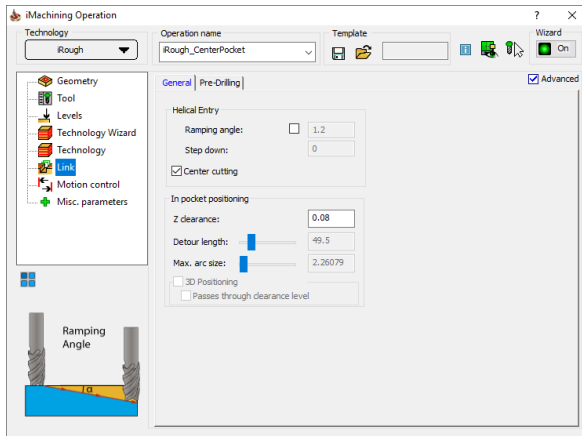 iMachining Operation
? ×
Technology
iRough
Operation name
iRough_CenterPocket
Template
Wizard
On
Geometry
Tool
Levels
Technology Wizard
Technology
Link
Motion control
Misc. parameters
General
Pre-Drilling
Advanced
Helical Entry
Ramping angle: 1.2
Step down: 0
Center cutting
In pocket positioning
Z clearance: 0.08
Detour length: 49.5
Max. arc size: 2.26079
3D Positioning
Passes through clearance level
Ramping
Angle
α